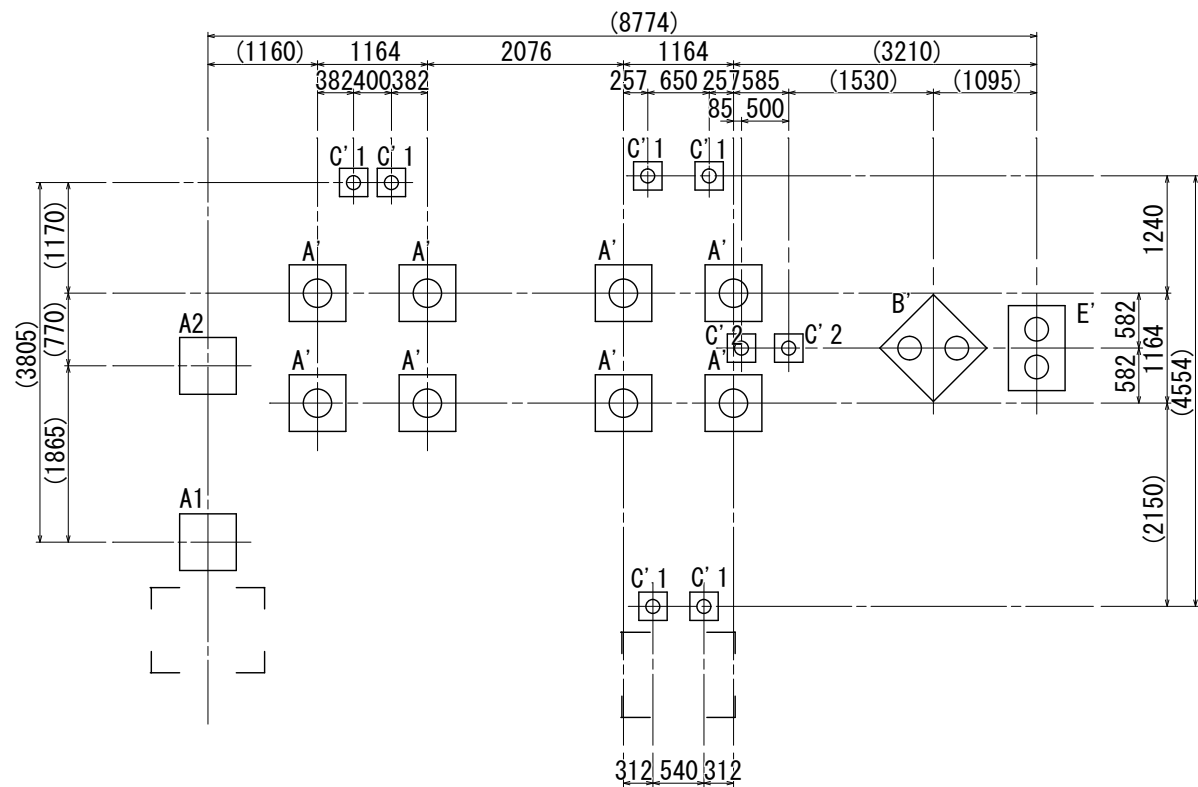 (8774)
(1160) 1164 2076 1164 (3210)
382 400 382 257 650 257 585 (1530) (1095)
85 500
C'1 C'1 C'1 C'1
(1170) 1240
A' A' A' A'
B' E'
A2 C'2 C'2
(3805) (770) 582 1164 (4554)
A' A' 582
(1865)
A1 (2150)
C'1 C'1
312 540 312